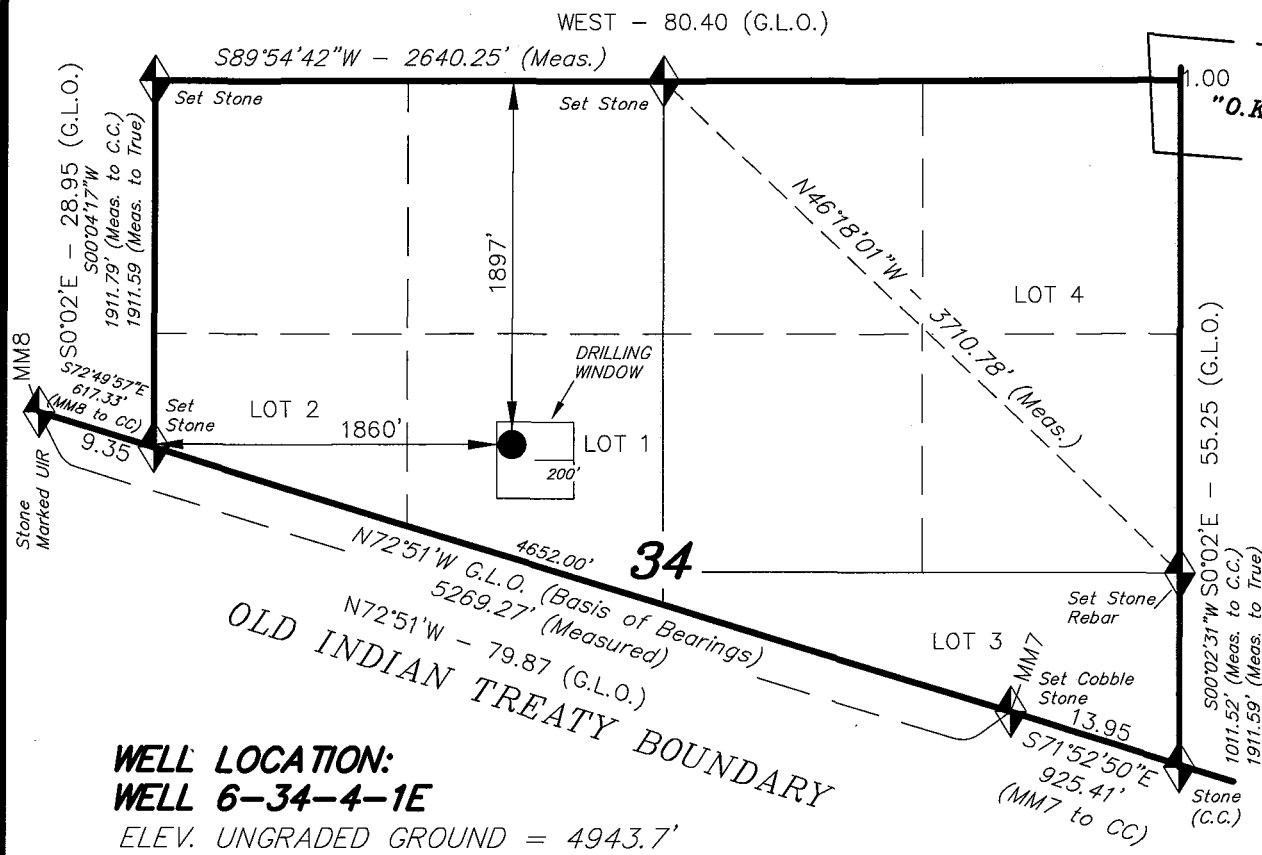 WEST – 80.40 (G.L.O.)
S89°54'42"W – 2640.25' (Meas.)
1.00
"O.K
Set Stone
Set Stone
S0°02'E – 28.95 (G.L.O.)
S00°04'17"W
1911.79' (Meas. to C.C.)
1911.59 (Meas. to True)
1897'
N46°18'01"W - 3710.78' (Meas.)
LOT 4
DRILLING
WINDOW
MM8
S72°49'57"E
617.33'
(MM8 to CC)
9.35
Set
Stone
LOT 2
1860'
LOT 1
200'
Stone
Marked UIR
S0°02'E – 55.25 (G.L.O.)
S00°02'31"W
1011.52' (Meas. to C.C.)
1911.59' (Meas. to True)
34
4652.00'
N72°51'W G.L.O. (Basis of Bearings)
5269.27' (Measured)
N72°51'W – 79.87 (G.L.O.)
OLD INDIAN TREATY BOUNDARY
Set Stone
Rebar
LOT 3
MM7
Set Cobble
Stone
13.95
S71°52'50"E
925.41'
(MM7 to CC)
Stone
(C.C.)
WELL LOCATION:
WELL 6–34–4–1E
ELEV. UNGRADED GROUND = 4943.7'